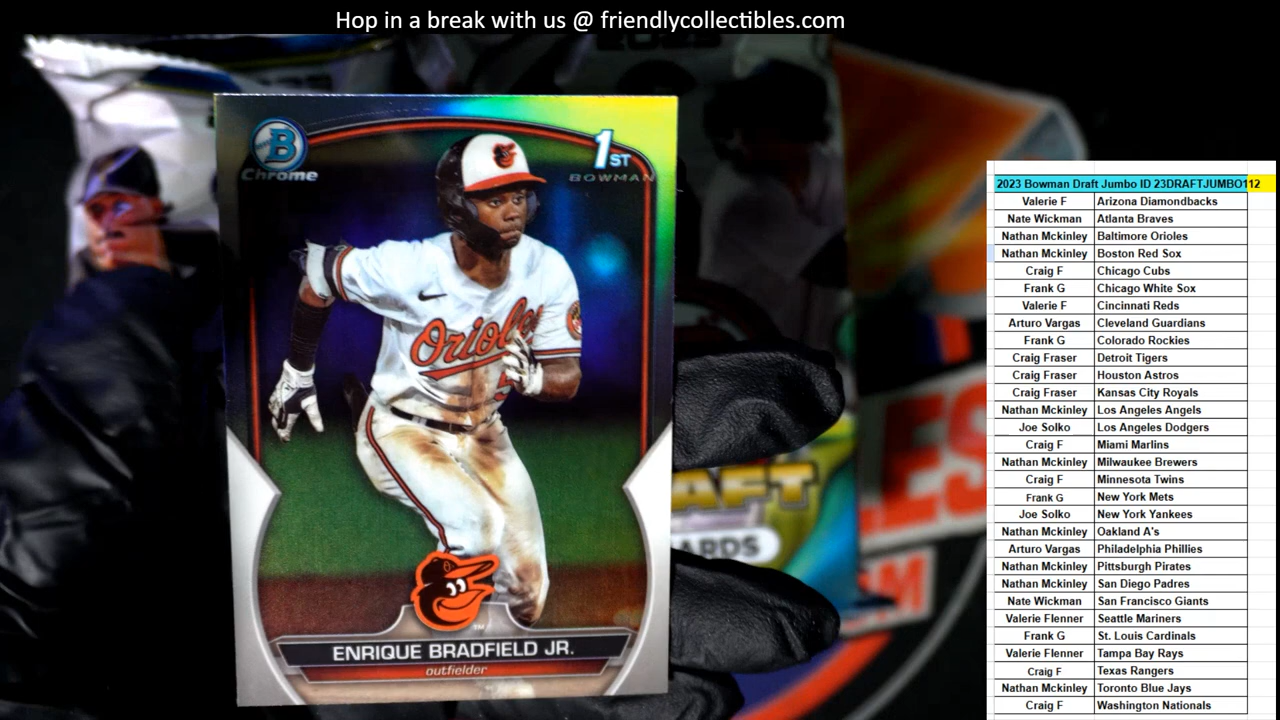 Hop in a break with us @ friendlycollectibles.com
B
Chrome
1ST
BOWMAN
Orioles
ENRIQUE BRADFIELD JR.
outfielder
AFT
ARDS
2023 Bowman Draft Jumbo ID 23DRAFTJUMBO112
Valerie F Arizona Diamondbacks
Nate Wickman Atlanta Braves
Nathan Mckinley Baltimore Orioles
Nathan Mckinley Boston Red Sox
Craig F Chicago Cubs
Frank G Chicago White Sox
Valerie F Cincinnati Reds
Arturo Vargas Cleveland Guardians
Frank G Colorado Rockies
Craig Fraser Detroit Tigers
Craig Fraser Houston Astros
Craig Fraser Kansas City Royals
Nathan Mckinley Los Angeles Angels
Joe Solko Los Angeles Dodgers
Craig F Miami Marlins
Nathan Mckinley Milwaukee Brewers
Craig F Minnesota Twins
Frank G New York Mets
Joe Solko New York Yankees
Nathan Mckinley Oakland A's
Arturo Vargas Philadelphia Phillies
Nathan Mckinley Pittsburgh Pirates
Nathan Mckinley San Diego Padres
Nate Wickman San Francisco Giants
Valerie Flenner Seattle Mariners
Frank G St. Louis Cardinals
Valerie Flenner Tampa Bay Rays
Craig F Texas Rangers
Nathan Mckinley Toronto Blue Jays
Craig F Washington Nationals